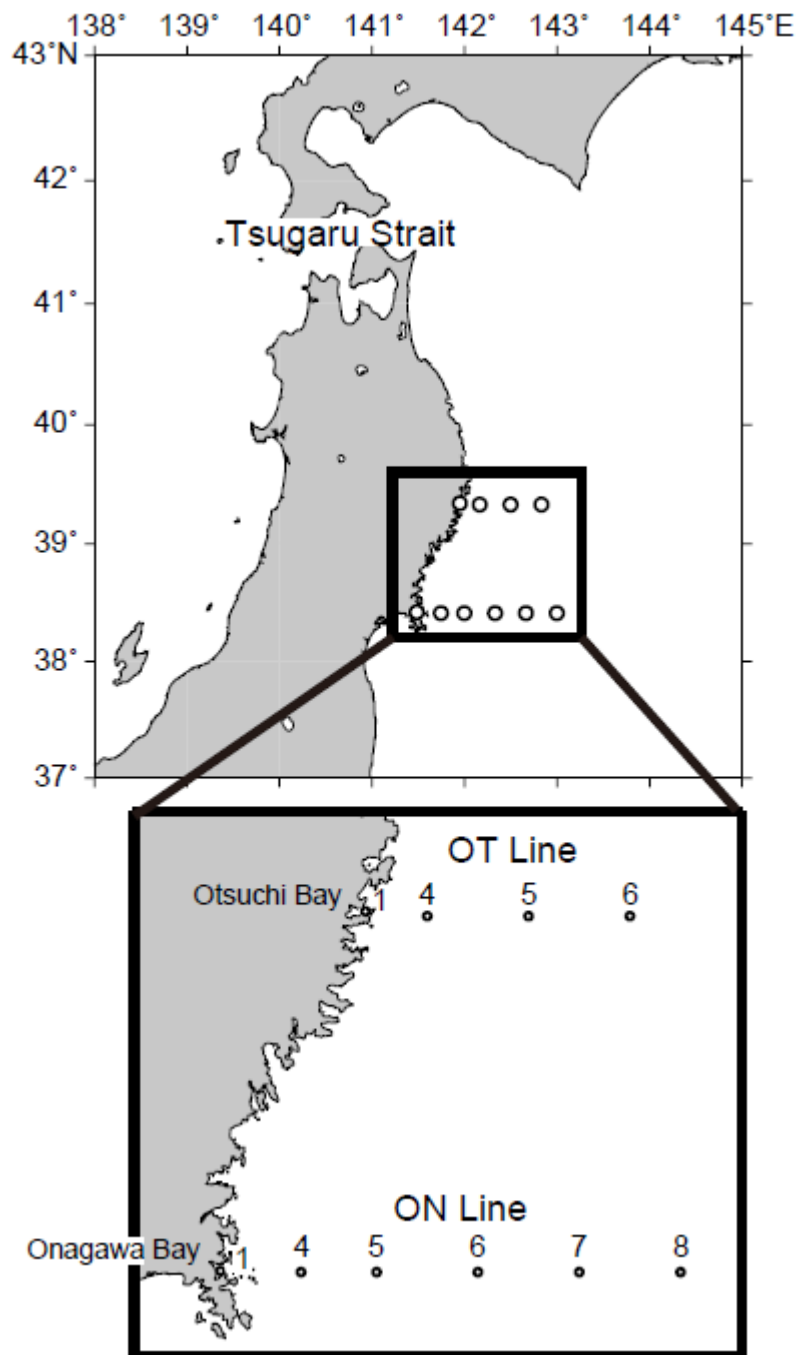 138 139˚ 140˚ 141˚ 142˚ 143˚ 144˚ 145˚E
43˚N
42˚
Tsugaru Strait
41˚
40˚
39˚
38˚
37˚
OT Line
Otsuchi Bay 1 4 5 6
ON Line
Onagawa Bay 1 4 5 6 7 8